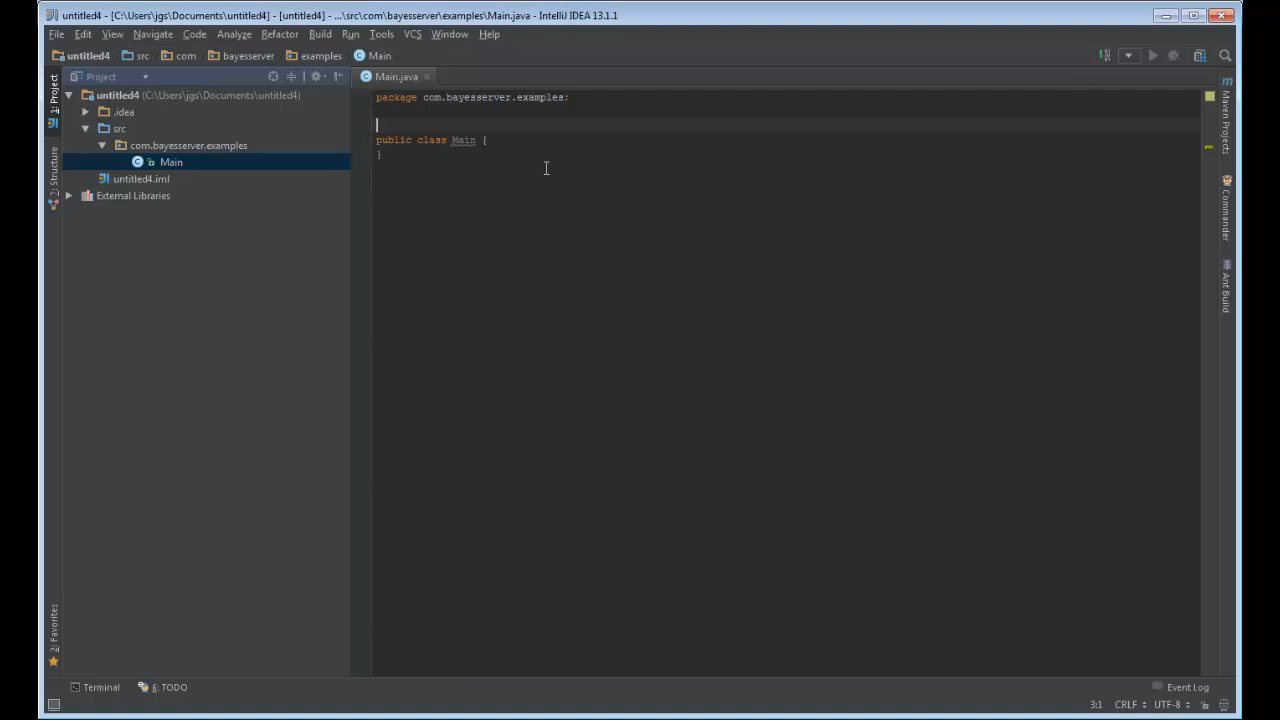 untitled4 - [C:\Users\jgs\Documents\untitled4] - [untitled4] - ...\src\com\bayesserver\examples\Main.java - IntelliJ IDEA 13.1.1
File Edit View Navigate Code Analyze Refactor Build Run Tools VCS Window Help
untitled4 src com bayesserver examples Main
Project
Main.java
1: Project
7: Structure
2: Favorites
untitled4 (C:\Users\jgs\Documents\untitled4)
.idea
src
com.bayesserver.examples
Main
untitled4.iml
External Libraries
package com.bayesserver.examples;
public class Main {
}
Maven Projects
Commander
Ant Build
Terminal 6: TODO Event Log
3:1 CRLF UTF-8